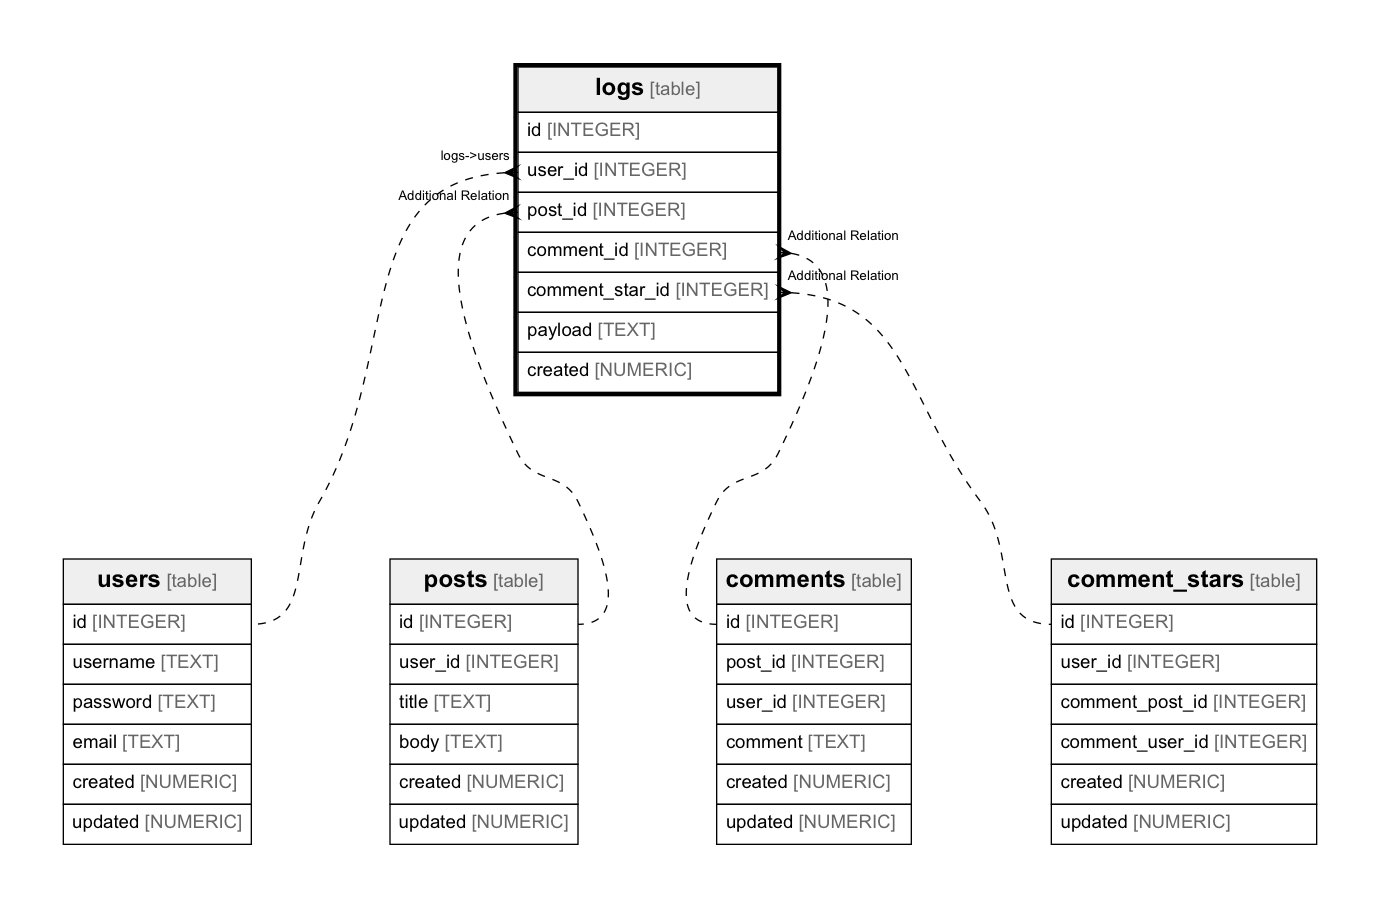 logs [table]
id [INTEGER]
logs->users
user_id [INTEGER]
Additional Relation
post_id [INTEGER]
Additional Relation
comment_id [INTEGER]
Additional Relation
comment_star_id [INTEGER]
payload [TEXT]
created [NUMERIC]
users [table]
id [INTEGER]
username [TEXT]
password [TEXT]
email [TEXT]
created [NUMERIC]
updated [NUMERIC]
posts [table]
id [INTEGER]
user_id [INTEGER]
title [TEXT]
body [TEXT]
created [NUMERIC]
updated [NUMERIC]
comments [table]
id [INTEGER]
post_id [INTEGER]
user_id [INTEGER]
comment [TEXT]
created [NUMERIC]
updated [NUMERIC]
comment_stars [table]
id [INTEGER]
user_id [INTEGER]
comment_post_id [INTEGER]
comment_user_id [INTEGER]
created [NUMERIC]
updated [NUMERIC]